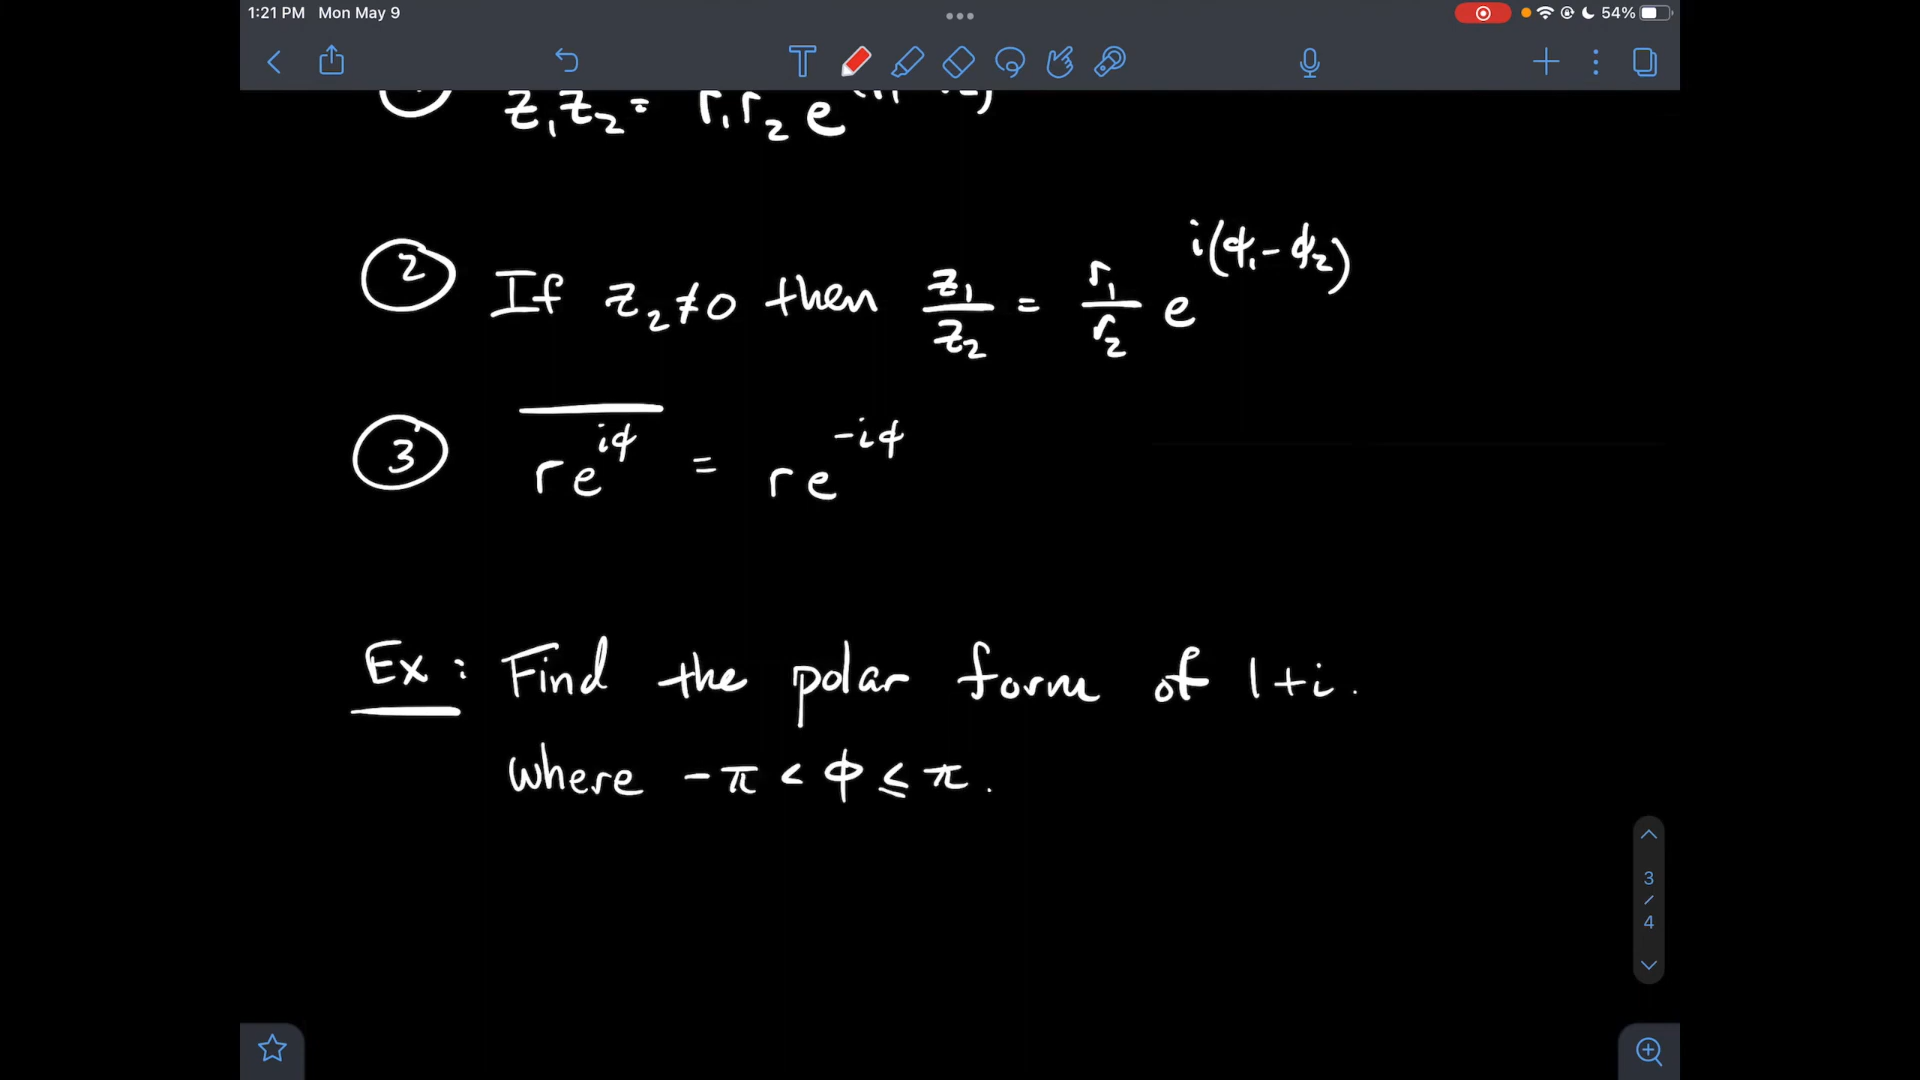 1:21 PM Mon May 9
54%
T
z₁z₂ = r₁r₂ e
② If z₂≠0 then z₁/z₂ = r₁/r₂ e^{i(ϕ₁-ϕ₂)}
③ \overline{re^{iϕ}} = re^{-iϕ}
Ex: Find the polar form of 1+i.
where -π < ϕ ≤ π.
3
/
4